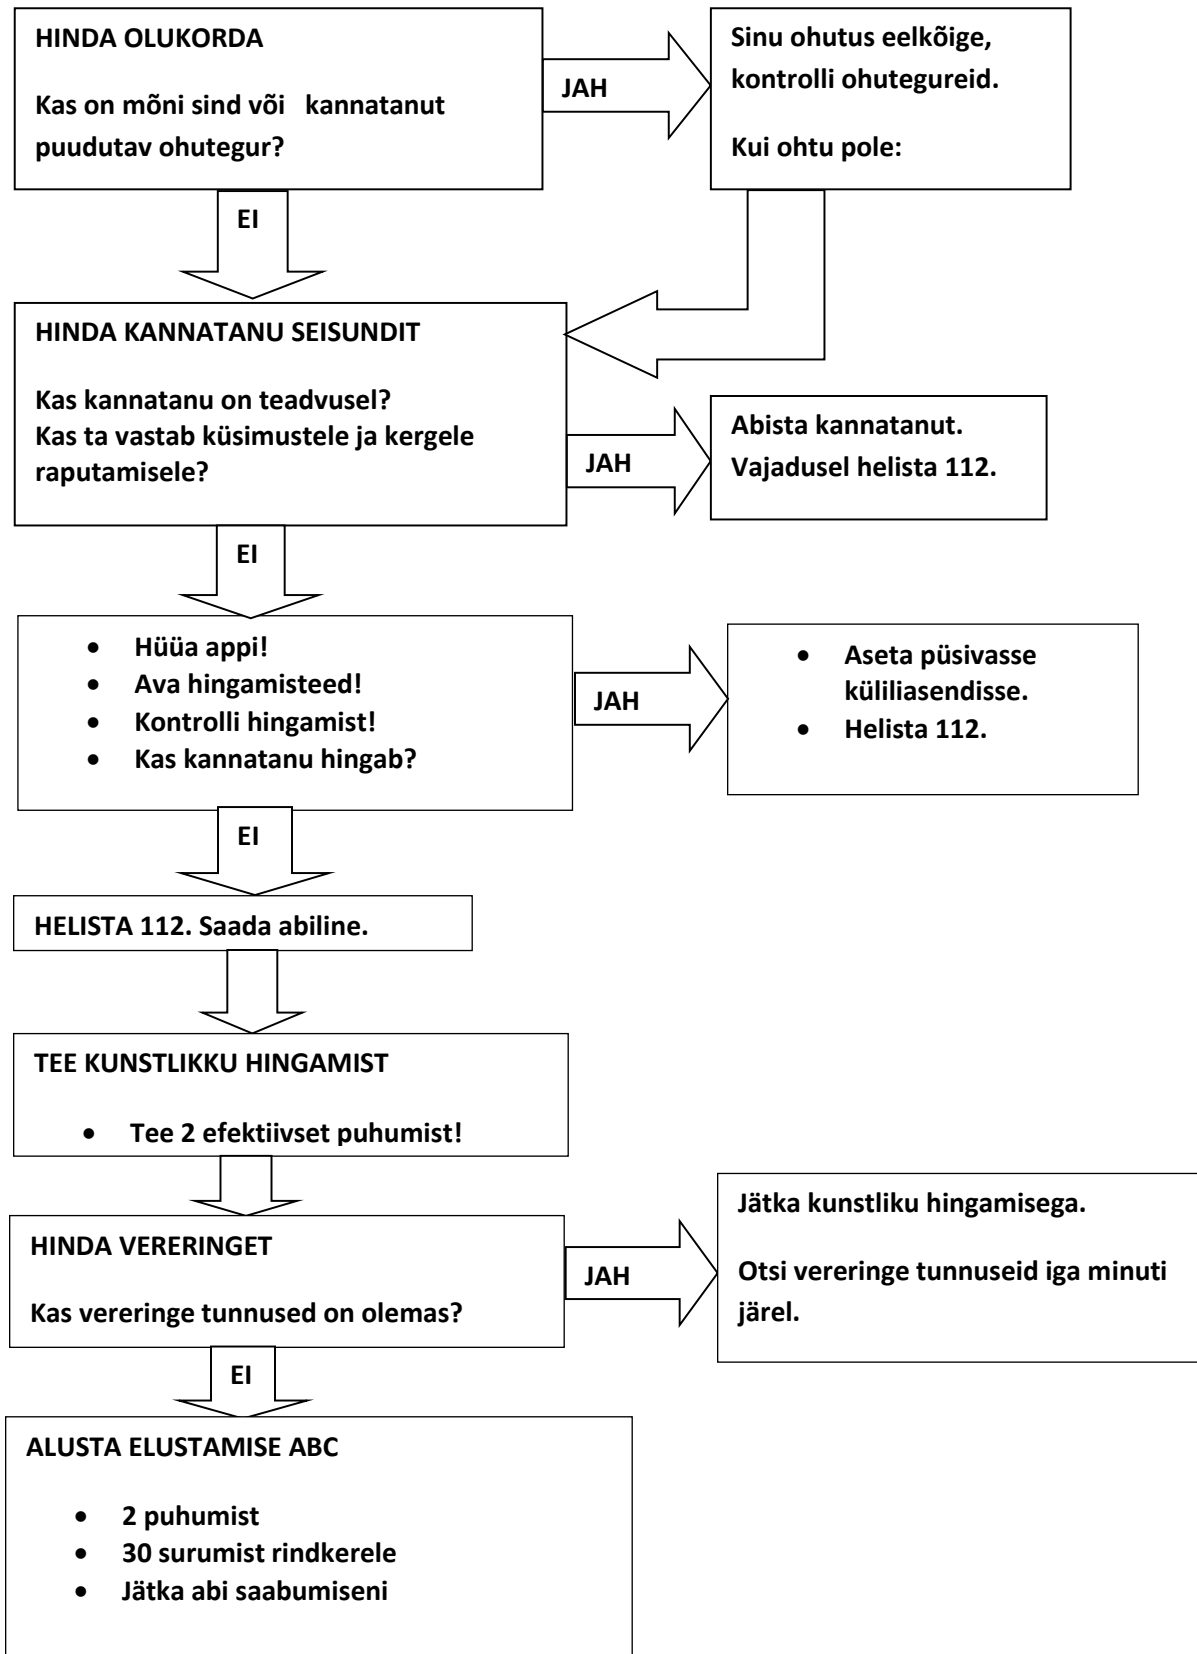 HINDA OLUKORDA
Kas on mõni sind või kannatanut
puudutav ohutegur?
JAH
Sinu ohutus eelkõige,
kontrolli ohutegureid.
Kui ohtu pole:
EI
HINDA KANNATANU SEISUNDIT
Kas kannatanu on teadvusel?
Kas ta vastab küsimustele ja kergele
raputamisele?
JAH
Abista kannatanut.
Vajadusel helista 112.
EI
• Hüüa appi!
• Ava hingamisteed!
• Kontrolli hingamist!
• Kas kannatanu hingab?
JAH
• Aseta püsivasse
küliliasendisse.
• Helista 112.
EI
HELISTA 112. Saada abiline.
TEE KUNSTLIKKU HINGAMIST
• Tee 2 efektiivset puhumist!
HINDA VERERINGET
Kas vereringe tunnused on olemas?
JAH
Jätka kunstliku hingamisega.
Otsi vereringe tunnuseid iga minuti
järel.
EI
ALUSTA ELUSTAMISE ABC
• 2 puhumist
• 30 surumist rindkerele
• Jätka abi saabumiseni